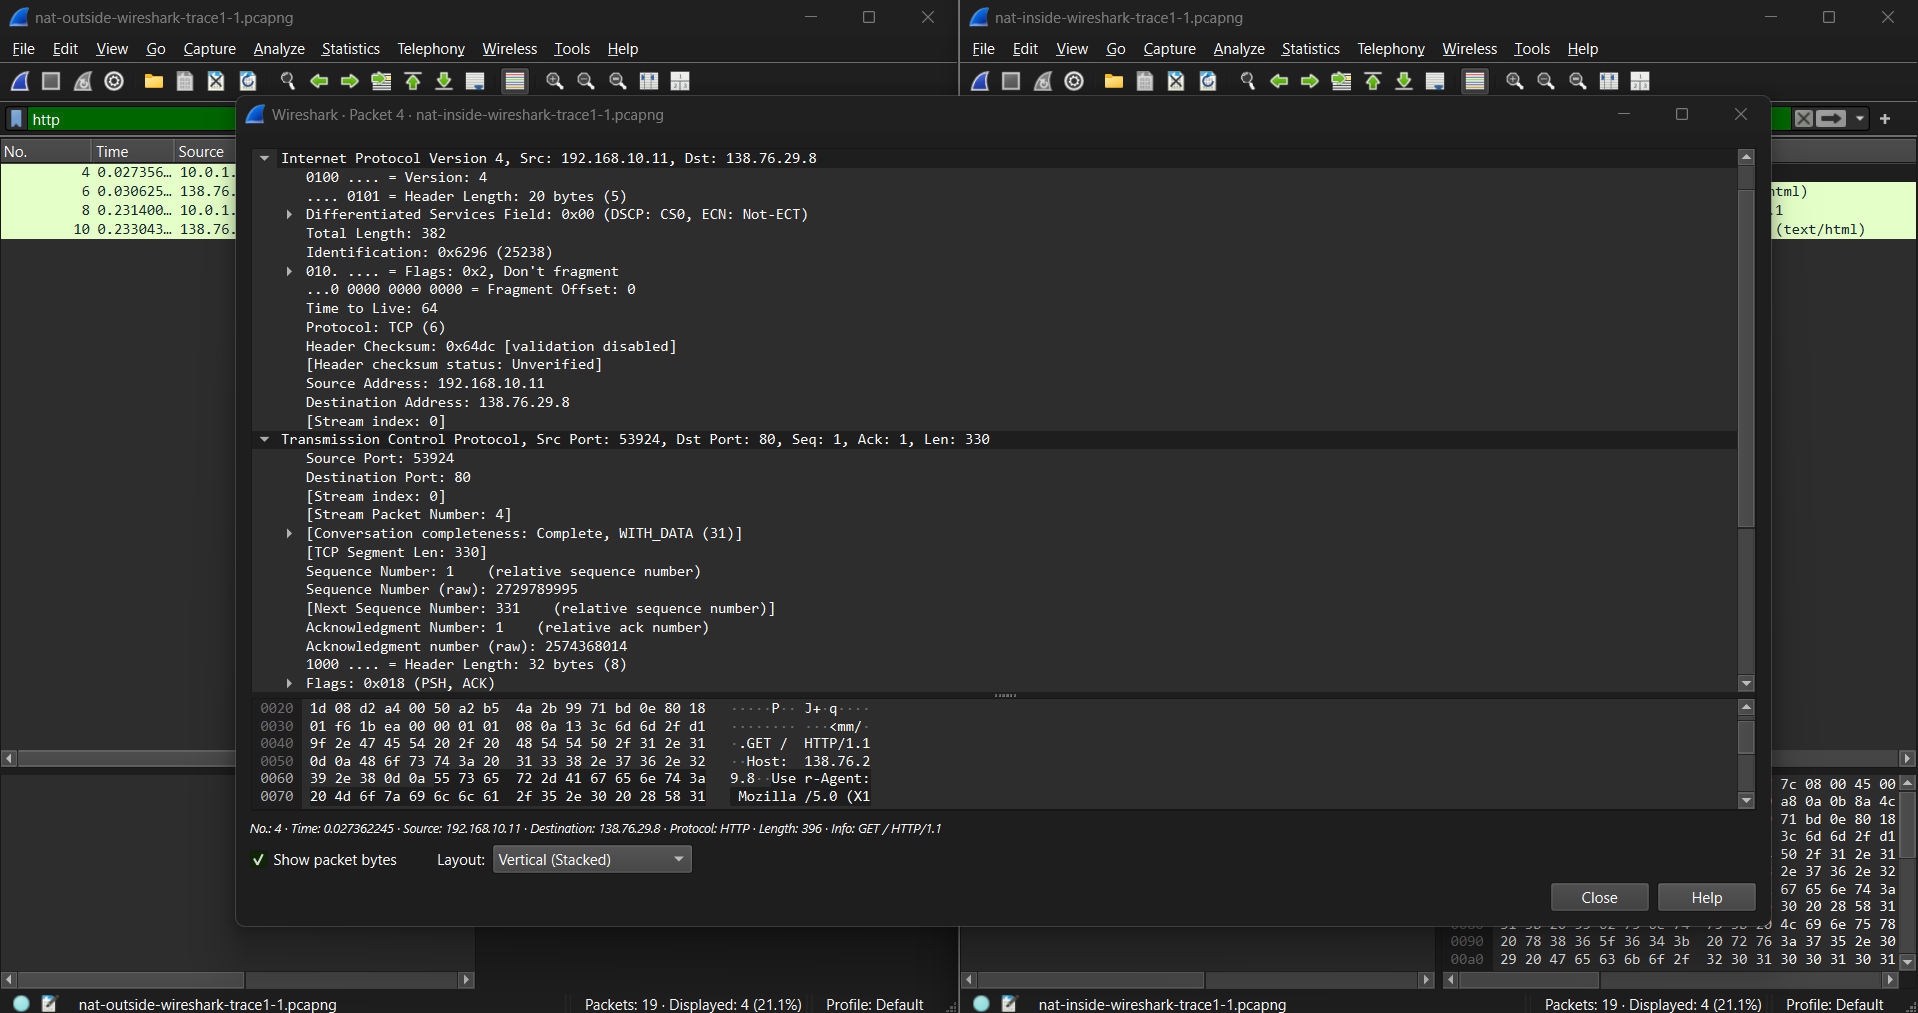 nat-outside-wireshark-trace1-1.pcapng
File Edit View Go Capture Analyze Statistics Telephony Wireless Tools Help
http
No. Time Source
4 0.027356… 10.0.1.
6 0.030625… 138.76.
8 0.231400… 10.0.1.
10 0.233043… 138.76.
nat-outside-wireshark-trace1-1.pcapng Packets: 19 · Displayed: 4 (21.1%) Profile: Default
nat-inside-wireshark-trace1-1.pcapng
File Edit View Go Capture Analyze Statistics Telephony Wireless Tools Help
html)
.1
(text/html)
Wireshark · Packet 4 · nat-inside-wireshark-trace1-1.pcapng
Internet Protocol Version 4, Src: 192.168.10.11, Dst: 138.76.29.8
0100 .... = Version: 4
.... 0101 = Header Length: 20 bytes (5)
Differentiated Services Field: 0x00 (DSCP: CS0, ECN: Not-ECT)
Total Length: 382
Identification: 0x6296 (25238)
010. .... = Flags: 0x2, Don't fragment
...0 0000 0000 0000 = Fragment Offset: 0
Time to Live: 64
Protocol: TCP (6)
Header Checksum: 0x64dc [validation disabled]
[Header checksum status: Unverified]
Source Address: 192.168.10.11
Destination Address: 138.76.29.8
[Stream index: 0]
Transmission Control Protocol, Src Port: 53924, Dst Port: 80, Seq: 1, Ack: 1, Len: 330
Source Port: 53924
Destination Port: 80
[Stream index: 0]
[Stream Packet Number: 4]
[Conversation completeness: Complete, WITH_DATA (31)]
[TCP Segment Len: 330]
Sequence Number: 1 (relative sequence number)
Sequence Number (raw): 2729789995
[Next Sequence Number: 331 (relative sequence number)]
Acknowledgment Number: 1 (relative ack number)
Acknowledgment number (raw): 2574368014
1000 .... = Header Length: 32 bytes (8)
Flags: 0x018 (PSH, ACK)
0020 1d 08 d2 a4 00 50 a2 b5 4a 2b 99 71 bd 0e 80 18 ·····P·· J+·q····
0030 01 f6 1b ea 00 00 01 01 08 0a 13 3c 6d 6d 2f d1 ········ ···<mm/·
0040 9f 2e 47 45 54 20 2f 20 48 54 54 50 2f 31 2e 31 ·.GET / HTTP/1.1
0050 0d 0a 48 6f 73 74 3a 20 31 33 38 2e 37 36 2e 32 ··Host: 138.76.2
0060 39 2e 38 0d 0a 55 73 65 72 2d 41 67 65 6e 74 3a 9.8··Use r-Agent:
0070 20 4d 6f 7a 69 6c 6c 61 2f 35 2e 30 20 28 58 31 Mozilla /5.0 (X1
No.: 4 · Time: 0.027362245 · Source: 192.168.10.11 · Destination: 138.76.29.8 · Protocol: HTTP · Length: 396 · Info: GET / HTTP/1.1
Show packet bytes Layout: Vertical (Stacked)
Close Help
7c 08 00 45 00
a8 0a 0b 8a 4c
71 bd 0e 80 18
3c 6d 6d 2f d1
50 2f 31 2e 31
2e 37 36 2e 32
67 65 6e 74 3a
30 20 28 58 31
4c 69 6e 75 78
0090 20 78 38 36 5f 36 34 3b 20 72 76 3a 37 35 2e 30
00a0 29 20 47 65 63 6b 6f 2f 32 30 31 30 30 31 30 31
nat-inside-wireshark-trace1-1.pcapng Packets: 19 · Displayed: 4 (21.1%) Profile: Default